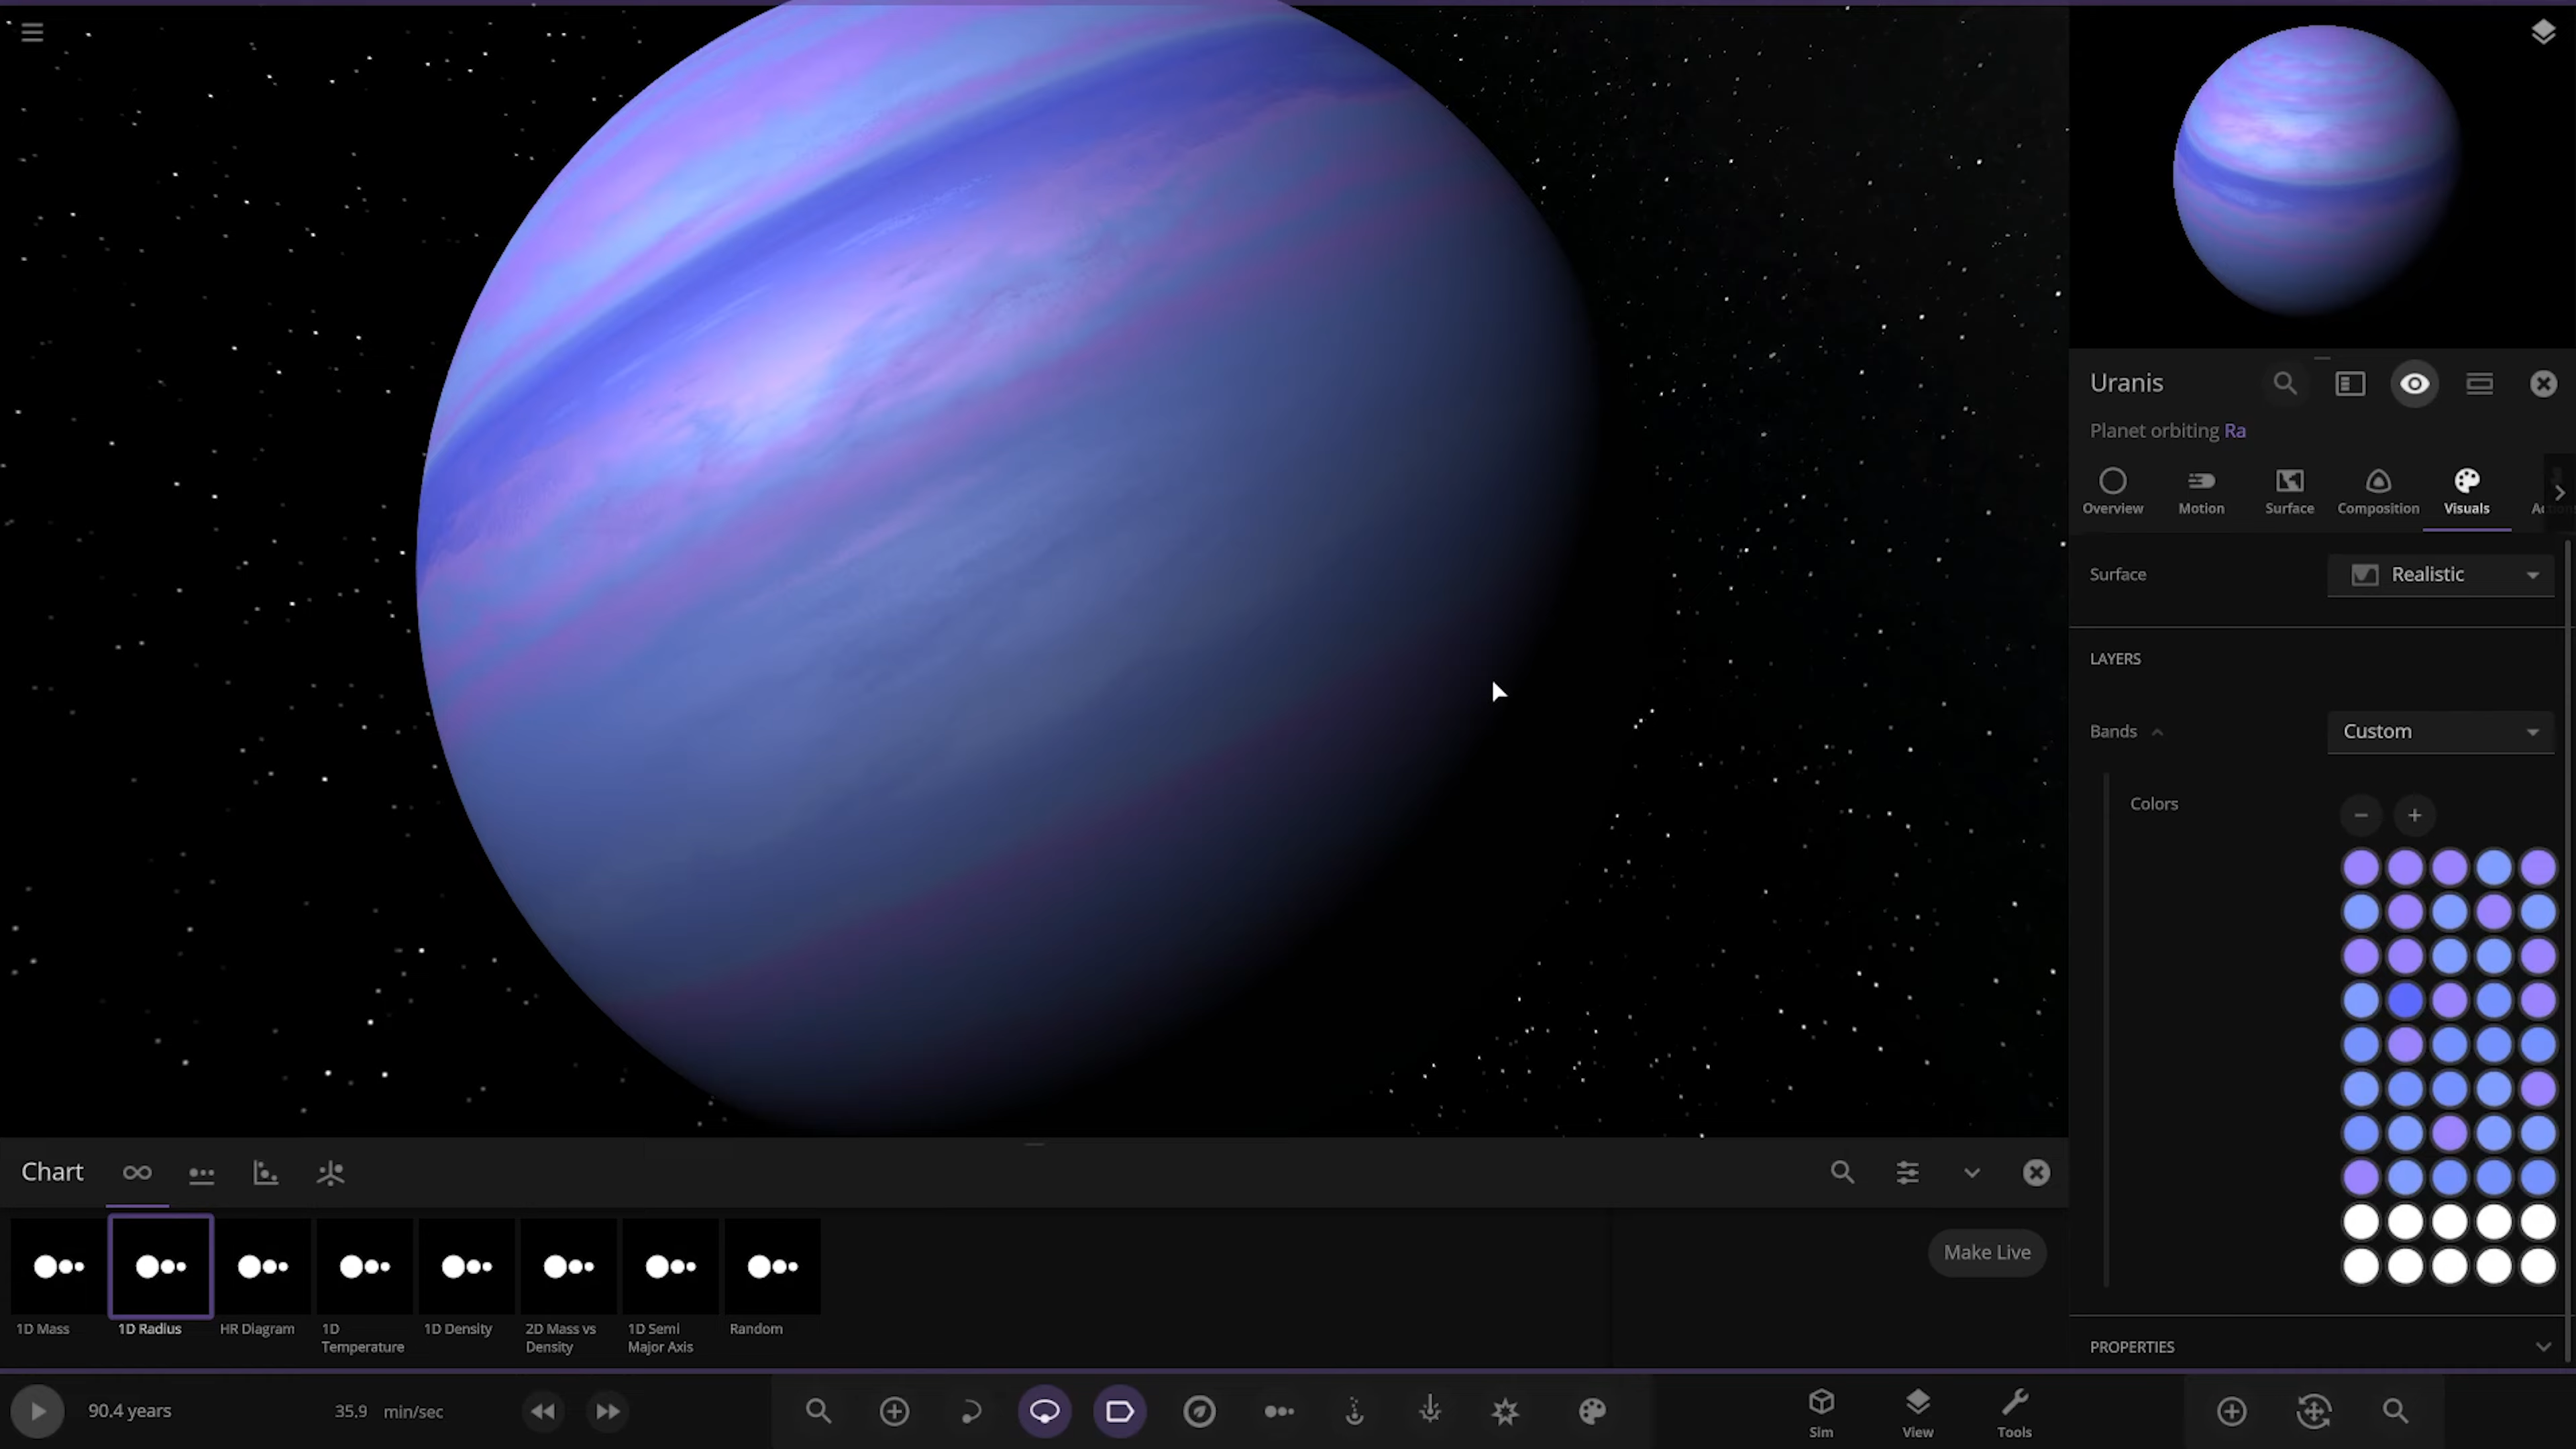 Uranis
Planet orbiting Ra
Overview
Motion
Surface
Composition
Visuals
Surface
Realistic
LAYERS
Bands
Custom
Colors
PROPERTIES
Chart
Make Live
1D Mass
1D Radius
HR Diagram
1D
Temperature
1D Density
2D Mass vs
Density
1D Semi
Major Axis
Random
90.4 years
35.9 min/sec
Sim
View
Tools